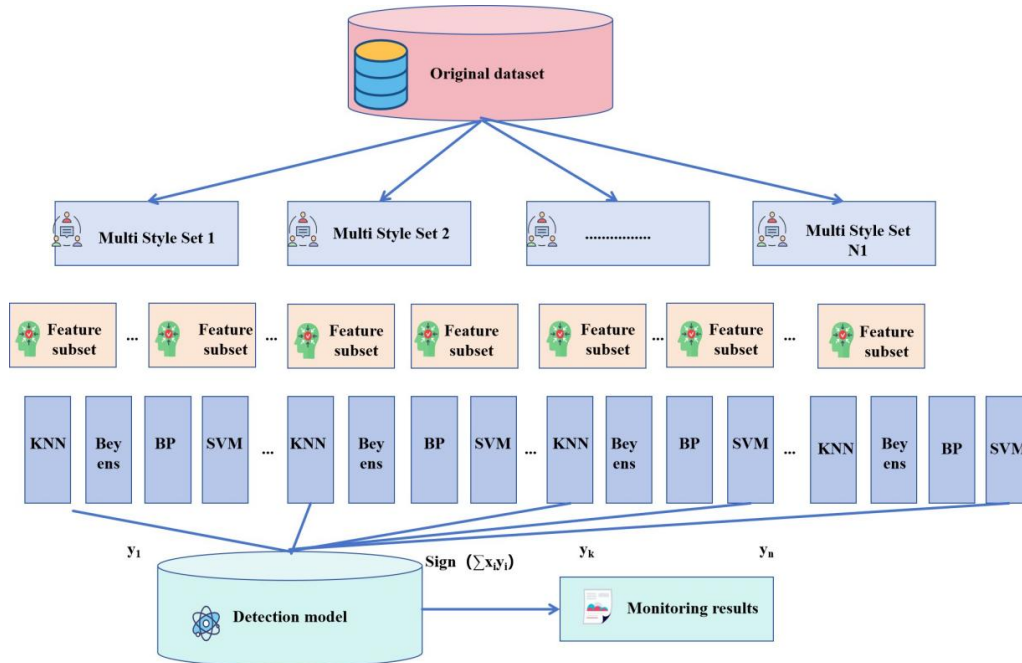 Original dataset
Multi Style Set 1
Multi Style Set 2
................
Multi Style Set
N1
Feature
subset
...
Feature
subset
...
Feature
subset
Feature
subset
Feature
subset
...
Feature
subset
...
Feature
subset
KNN
Bey
ens
BP
SVM
...
KNN
Bey
ens
BP
SVM
...
KNN
Bey
ens
BP
SVM
...
KNN
Bey
ens
BP
SVM
y₁
Sign（∑xᵢyᵢ）
yₖ
yₙ
Detection model
Monitoring results